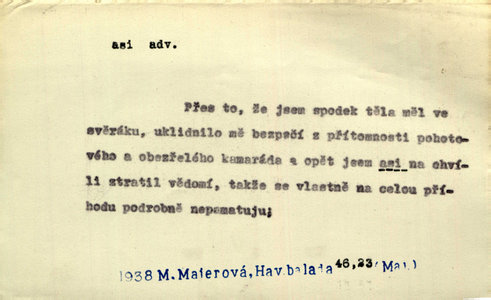 asi adv.
Přes to, že jsem spodek těla měl ve
svěráku, uklidnilo mě bezpečí z přítomnosti pohoto-
vého a obezřelého kamaráda a opět jsem asi na chví-
li stratil vědomí, takže se vlastně na celou pří-
hodu podrobně nepamatuju;
1938 M.Majerová, Hav.balada 46,23 (Maj.)